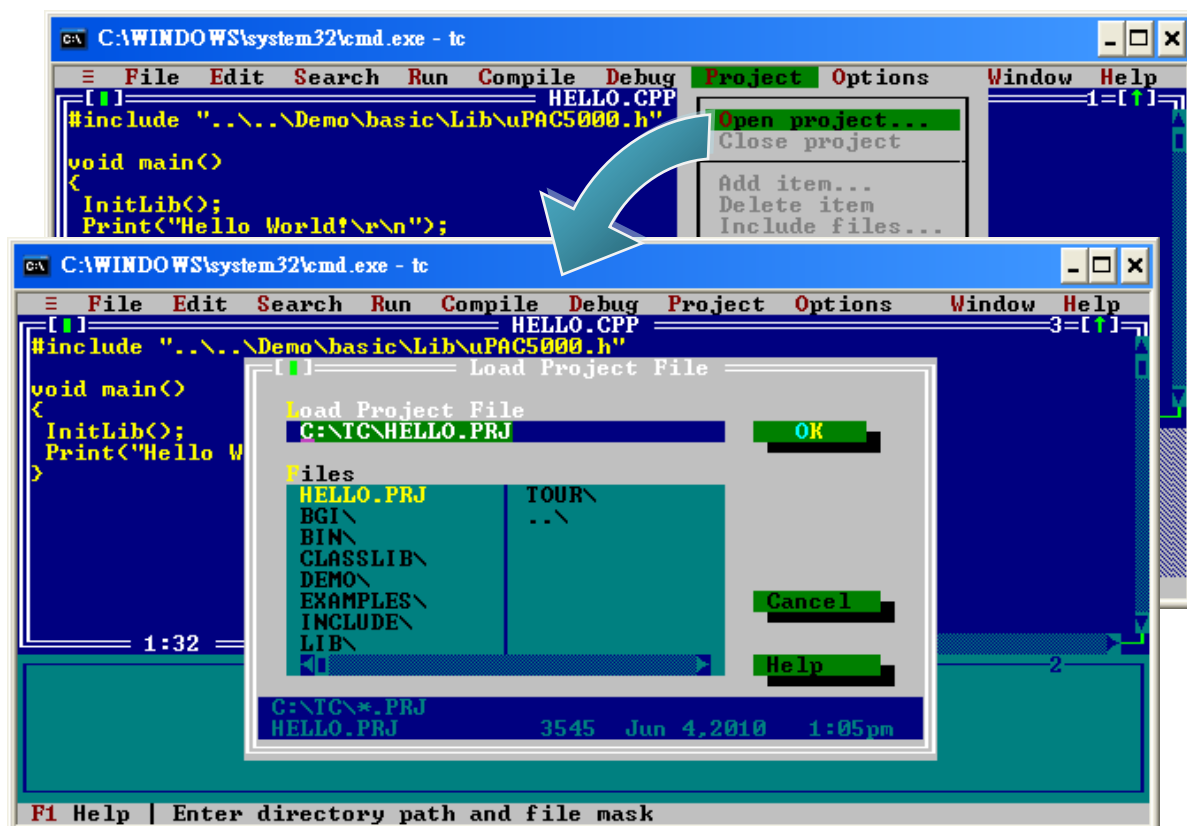 C:\WINDOWS\system32\cmd.exe - tc
≡ File Edit Search Run Compile Debug Project Options Window Help
HELLO.CPP 1=[↑]
#include "..\..\Demo\basic\Lib\uPAC5000.h"
Open project...
Close project
void main()
{
Add item...
InitLib();
Delete item
Print("Hello World!\r\n");
Include files...
C:\WINDOWS\system32\cmd.exe - tc
≡ File Edit Search Run Compile Debug Project Options Window Help
HELLO.CPP 3=[↑]
#include "..\..\Demo\basic\Lib\uPAC5000.h"
Load Project File
void main()
{
InitLib();
Print("Hello W
}
Load Project File
C:\TC\HELLO.PRJ OK
Files
HELLO.PRJ TOUR\
BGI\ ..\
BIN\
CLASSLIB\
DEMO\
EXAMPLES\ Cancel
INCLUDE\
LIB\
Help
1:32
2
C:\TC\*.PRJ
HELLO.PRJ 3545 Jun 4,2010 1:05pm
F1 Help | Enter directory path and file mask